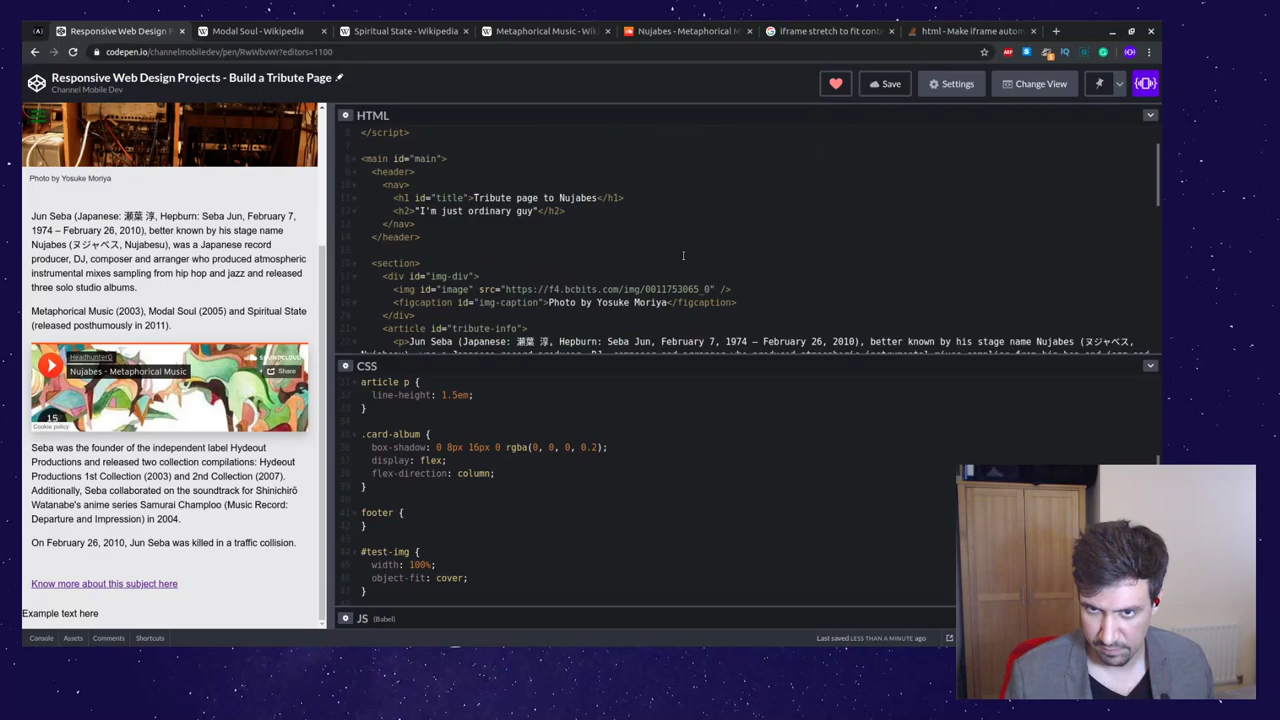 Responsive Web Design P
Modal Soul - Wikipedia
Spiritual State - Wikipedia
Metaphorical Music - Wiki
Nujabes - Metaphorical M
iframe stretch to fit cont
html - Make iframe autom
codepen.io/channelmobiledev/pen/RwWbvWr?editors=1100
Responsive Web Design Projects - Build a Tribute Page
Channel Mobile Dev
Save
Settings
Change View
Photo by Yosuke Moriya
Jun Seba (Japanese: 瀬葉 淳, Hepburn: Seba Jun, February 7,
1974 – February 26, 2010), better known by his stage name
Nujabes (ヌジャベス, Nujabesu), was a Japanese record
producer, DJ, composer and arranger who produced atmospheric
instrumental mixes sampling from hip hop and jazz and released
three solo studio albums.
Metaphorical Music (2003), Modal Soul (2005) and Spiritual State
(released posthumously in 2011).
Headhunter0
SOUNDCLOUD
Nujabes - Metaphorical Music
Share
15
Cookie policy
Seba was the founder of the independent label Hydeout
Productions and released two collection compilations: Hydeout
Productions 1st Collection (2003) and 2nd Collection (2007).
Additionally, Seba collaborated on the soundtrack for Shinichirō
Watanabe's anime series Samurai Champloo (Music Record:
Departure and Impression) in 2004.
On February 26, 2010, Jun Seba was killed in a traffic collision.
Know more about this subject here
Example text here
HTML
</script>
<main id="main">
<header>
<nav>
<h1 id="title">Tribute page to Nujabes</h1>
<h2>"I'm just ordinary guy"</h2>
</nav>
</header>
<section>
<div id="img-div">
<img id="image" src="https://f4.bcbits.com/img/0011753065_0" />
<figcaption id="img-caption">Photo by Yosuke Moriya</figcaption>
</div>
<article id="tribute-info">
<p>Jun Seba (Japanese: 瀬葉 淳, Hepburn: Seba Jun, February 7, 1974 – February 26, 2010), better known by his stage name Nujabes (ヌジャベス,
CSS
article p {
line-height: 1.5em;
}
.card-album {
box-shadow: 0 8px 16px 0 rgba(0, 0, 0, 0.2);
display: flex;
flex-direction: column;
}
footer {
}
#test-img {
width: 100%;
object-fit: cover;
}
JS (Babel)
Console
Assets
Comments
Shortcuts
Last saved LESS THAN A MINUTE ago